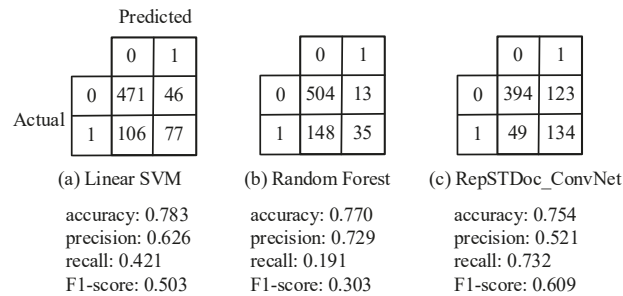 Predicted
0 1 0 1 0 1
0 471 46 0 504 13 0 394 123
Actual
1 106 77 1 148 35 1 49 134
(a) Linear SVM (b) Random Forest (c) RepSTDoc_ConvNet
accuracy: 0.783 accuracy: 0.770 accuracy: 0.754
precision: 0.626 precision: 0.729 precision: 0.521
recall: 0.421 recall: 0.191 recall: 0.732
F1-score: 0.503 F1-score: 0.303 F1-score: 0.609